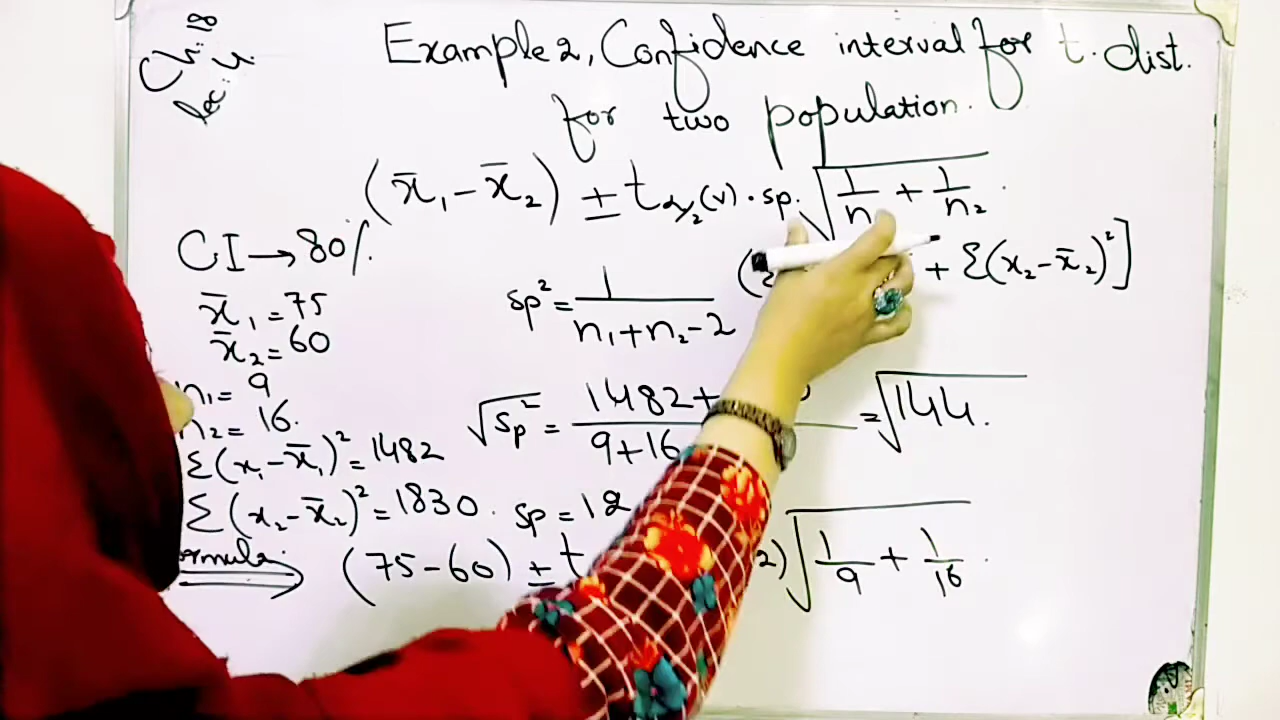 Ch: 18
lec: 4
Example 2, Confidence interval for t. dist.
for two population.
(x̄₁ - x̄₂) ± t α/2 (v) · sp. √ 1/n + 1/n₂
CI → 80%.
x̄₁ = 75
x̄₂ = 60
n₁ = 9
n₂ = 16.
Σ(x₁ - x̄₁)² = 1482
Σ(x₂ - x̄₂)² = 1830
sp² = 1 / n₁ + n₂ - 2 ( + Σ(x₂ - x̄₂)²]
√sp² = 1482 + / 9 + 16 = √144.
sp = 12
(75 - 60) ± t 2) √ 1/9 + 1/16